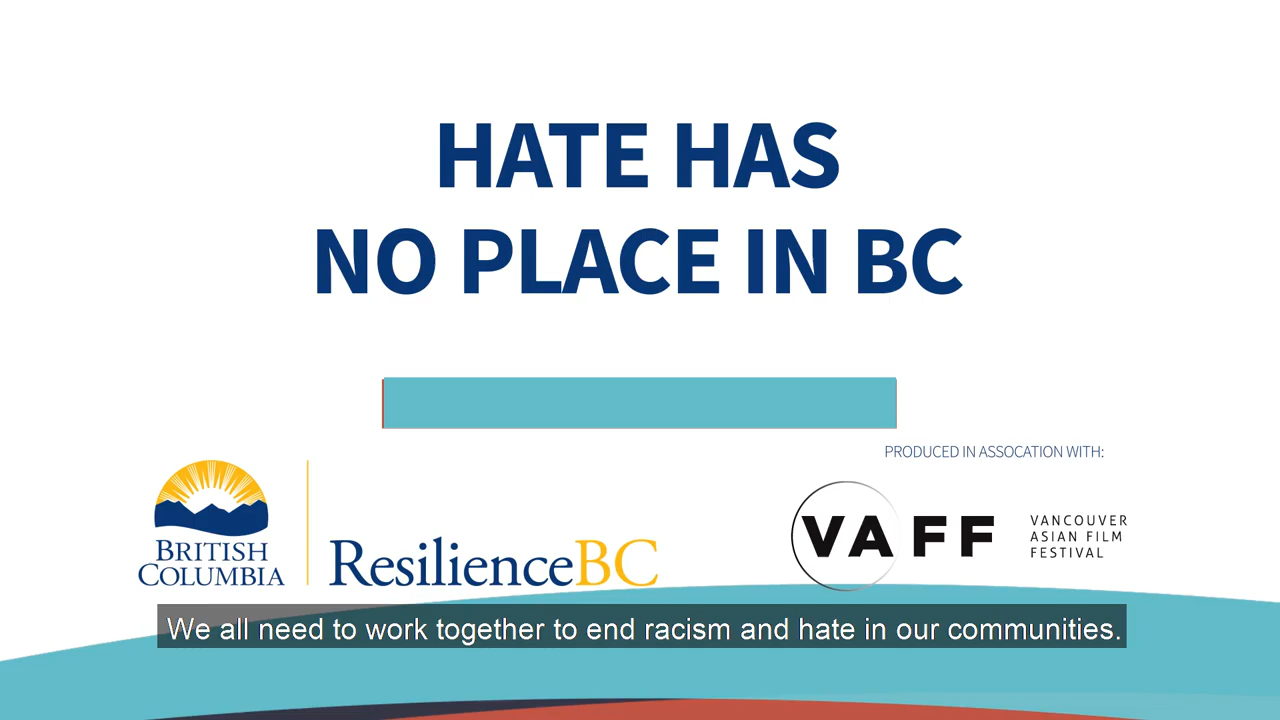 HATE HAS
NO PLACE IN BC
PRODUCED IN ASSOCATION WITH:
BRITISH
COLUMBIA
ResilienceBC
VAFF
VANCOUVER
ASIAN FILM
FESTIVAL
We all need to work together to end racism and hate in our communities.